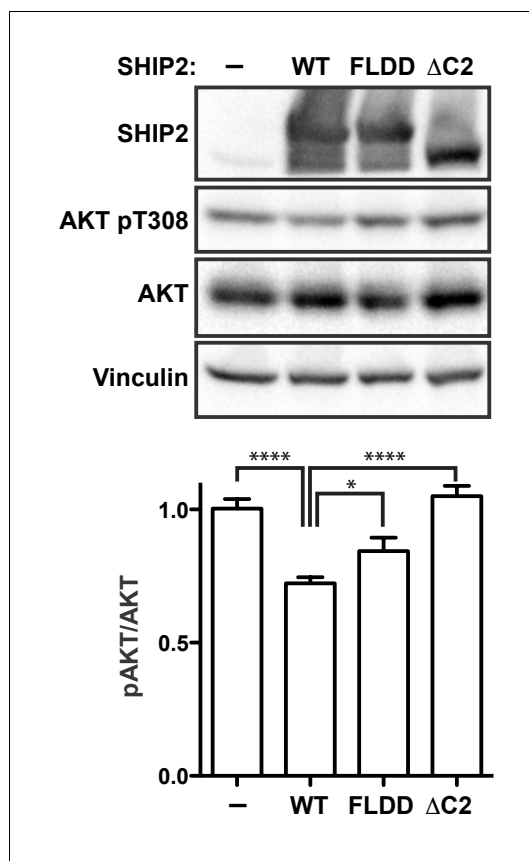 SHIP2: – WT FLDD ΔC2
SHIP2
AKT pT308
AKT
Vinculin
**** ****
*
1.0
0.5
0.0
pAKT/AKT
– WT FLDD ΔC2